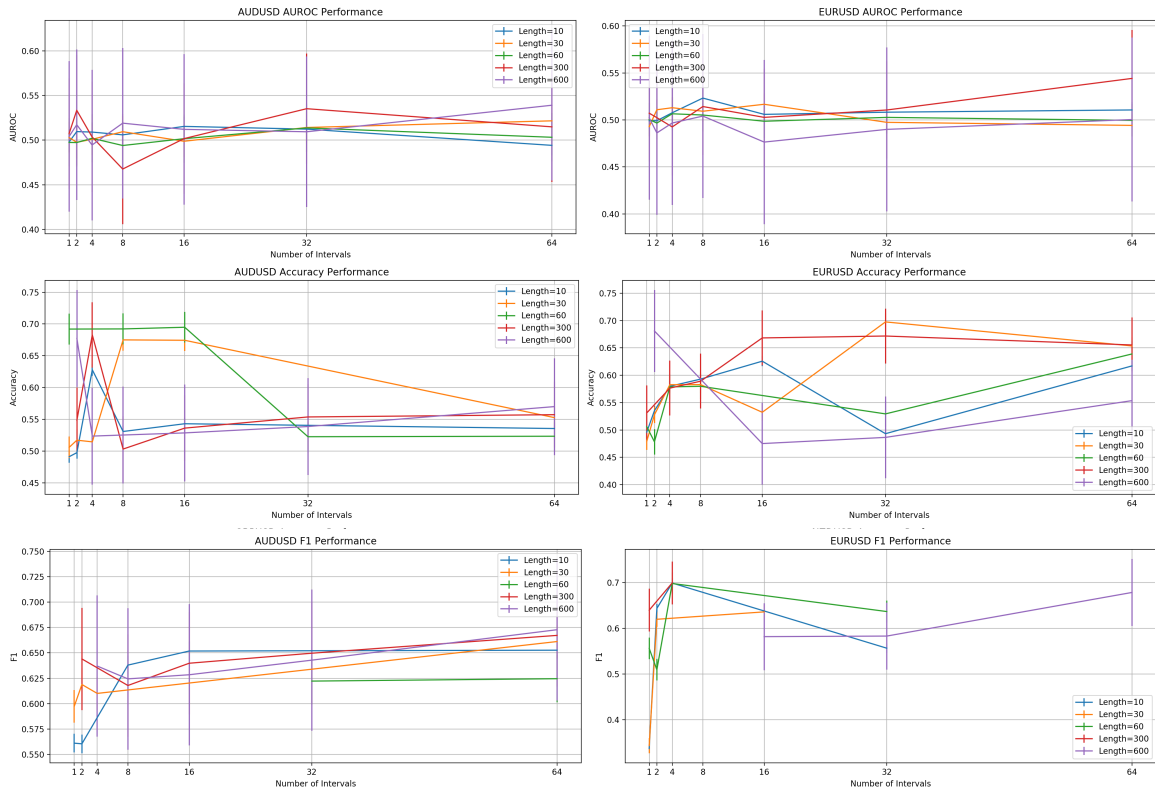 AUDUSD AUROC Performance
AUROC
0.60
0.55
0.50
0.45
0.40
1 2 4 8 16 32 64
Number of Intervals
Length=10
Length=30
Length=60
Length=300
Length=600
EURUSD AUROC Performance
AUROC
0.60
0.55
0.50
0.45
0.40
1 2 4 8 16 32 64
Number of Intervals
Length=10
Length=30
Length=60
Length=300
Length=600
AUDUSD Accuracy Performance
Accuracy
0.75
0.70
0.65
0.60
0.55
0.50
0.45
1 2 4 8 16 32 64
Number of Intervals
Length=10
Length=30
Length=60
Length=300
Length=600
EURUSD Accuracy Performance
Accuracy
0.75
0.70
0.65
0.60
0.55
0.50
0.45
0.40
1 2 4 8 16 32 64
Number of Intervals
Length=10
Length=30
Length=60
Length=300
Length=600
AUDUSD F1 Performance
F1
0.750
0.725
0.700
0.675
0.650
0.625
0.600
0.575
0.550
1 2 4 8 16 32 64
Number of Intervals
Length=10
Length=30
Length=60
Length=300
Length=600
EURUSD F1 Performance
F1
0.7
0.6
0.5
0.4
1 2 4 8 16 32 64
Number of Intervals
Length=10
Length=30
Length=60
Length=300
Length=600